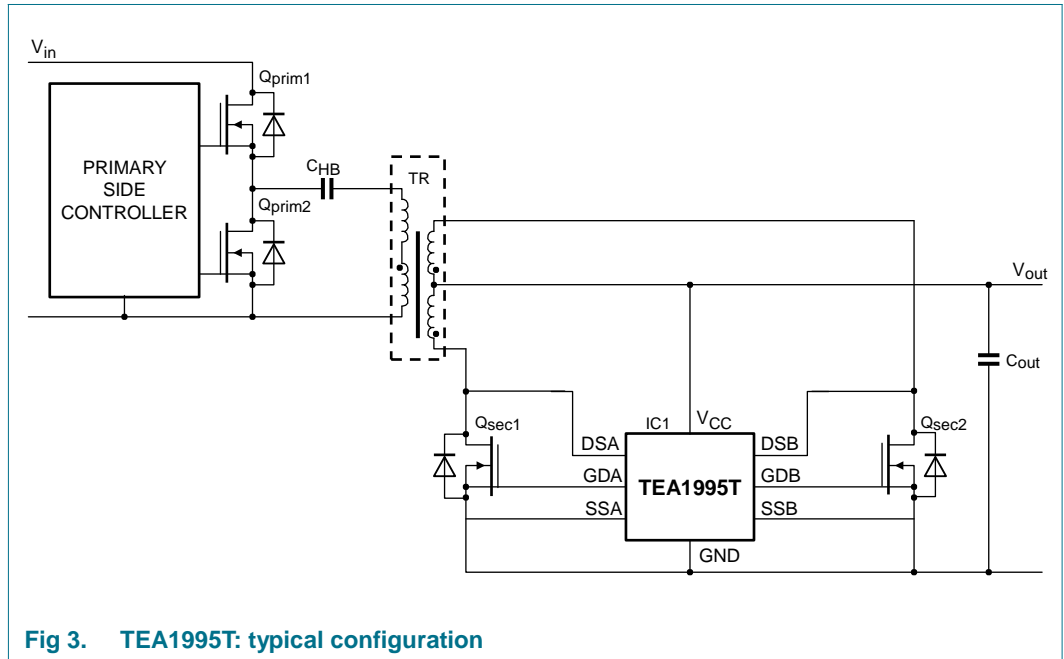 Vin
Qprim1
PRIMARY
SIDE
CONTROLLER
CHB
TR
Qprim2
Vout
Cout
Qsec1
IC1 VCC
Qsec2
DSA DSB
GDA TEA1995T GDB
SSA SSB
GND
Fig 3. TEA1995T: typical configuration